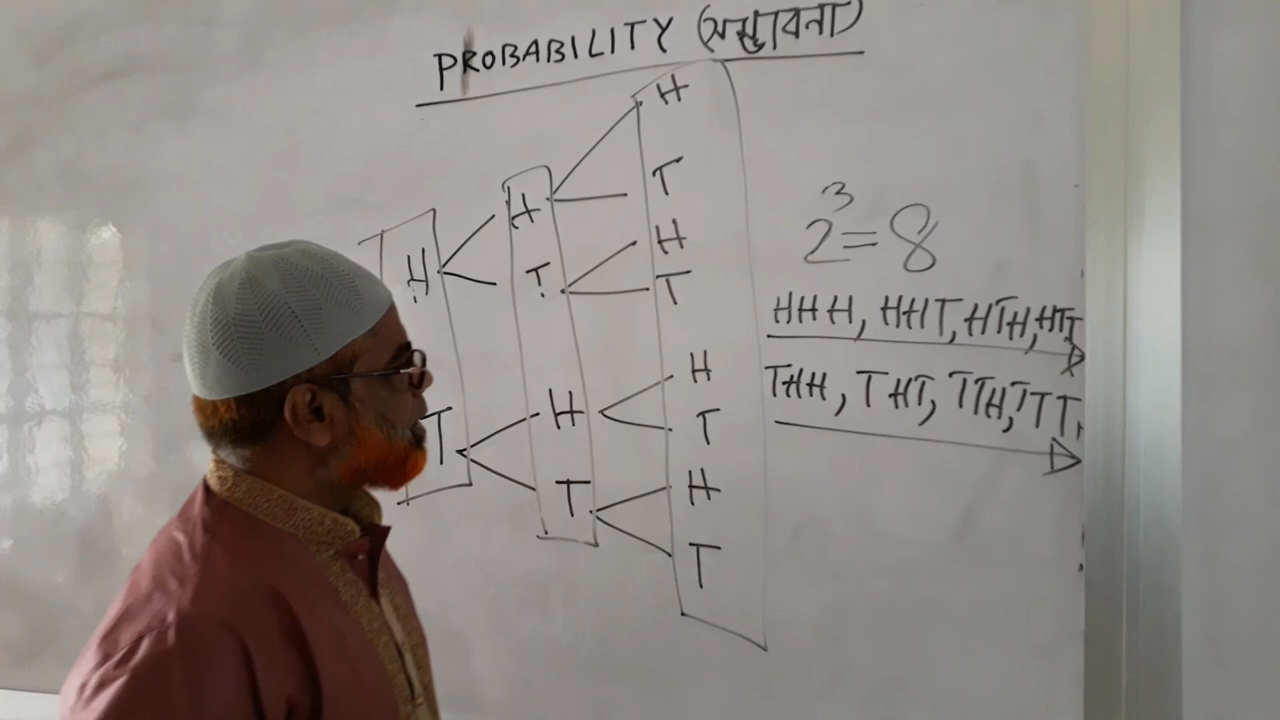 PROBABILITY (সম্ভাবনা)
H
T
H
T
H
T
H
T
H
T
H
T
H
T
2³=8
HHH, HHT, HTH, HTT
THH, THT, TTH, TTT,